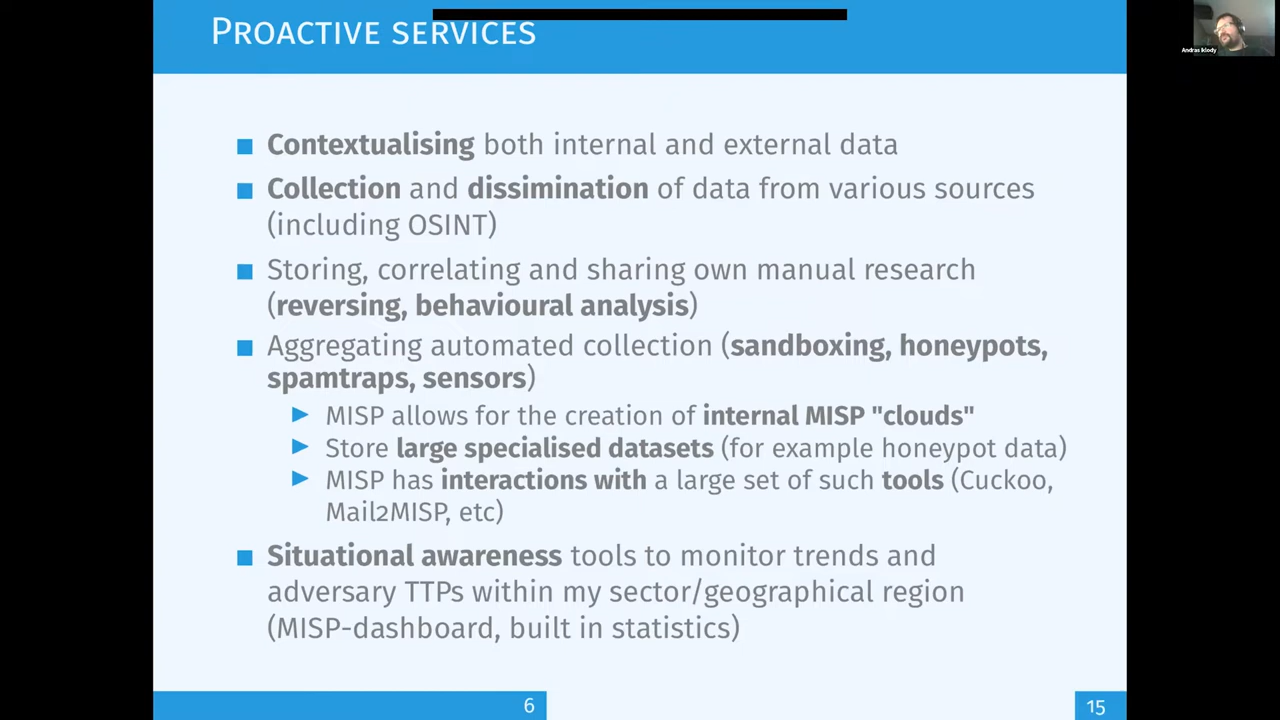 PROACTIVE SERVICES
Andras Iklody
Contextualising both internal and external data
Collection and dissimination of data from various sources
(including OSINT)
Storing, correlating and sharing own manual research
(reversing, behavioural analysis)
Aggregating automated collection (sandboxing, honeypots,
spamtraps, sensors)
MISP allows for the creation of internal MISP "clouds"
Store large specialised datasets (for example honeypot data)
MISP has interactions with a large set of such tools (Cuckoo,
Mail2MISP, etc)
Situational awareness tools to monitor trends and
adversary TTPs within my sector/geographical region
(MISP-dashboard, built in statistics)
6
15